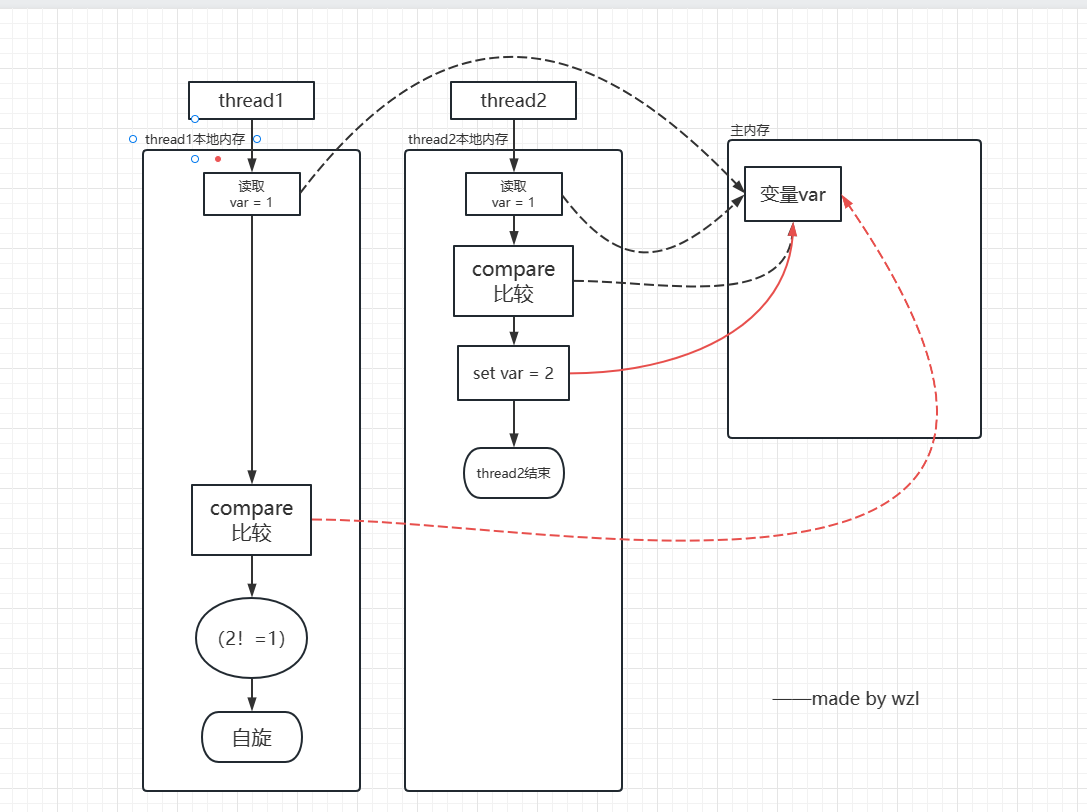 thread1
thread1本地内存
读取
var = 1
compare
比较
（2！=1）
自旋
thread2
thread2本地内存
读取
var = 1
compare
比较
set var = 2
thread2结束
主内存
变量var
——made by wzl